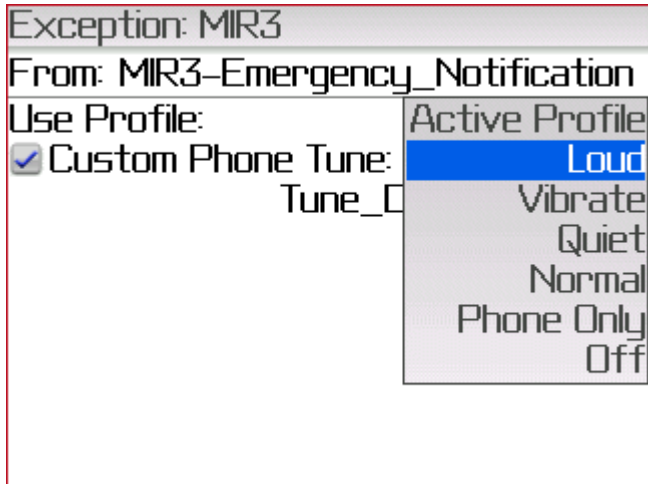 Exception: MIR3
From: MIR3-Emergency_Notification
Use Profile:
Active Profile
Custom Phone Tune:
Loud
Vibrate
Quiet
Normal
Phone Only
Off